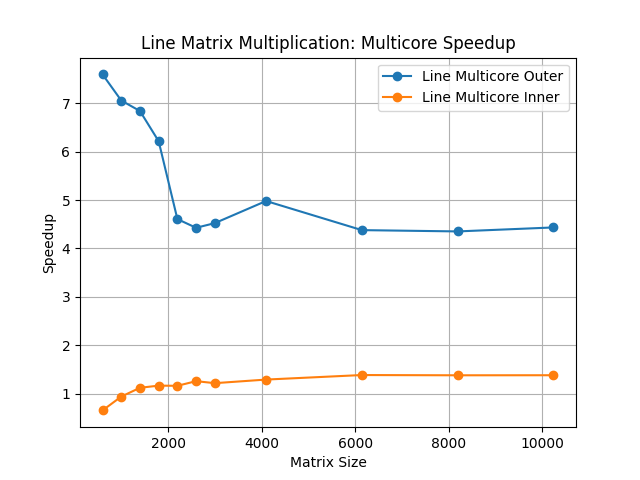 Line Matrix Multiplication: Multicore Speedup
Line Multicore Outer
Line Multicore Inner
7
6
5
4
3
2
1
Speedup
2000
4000
6000
8000
10000
Matrix Size